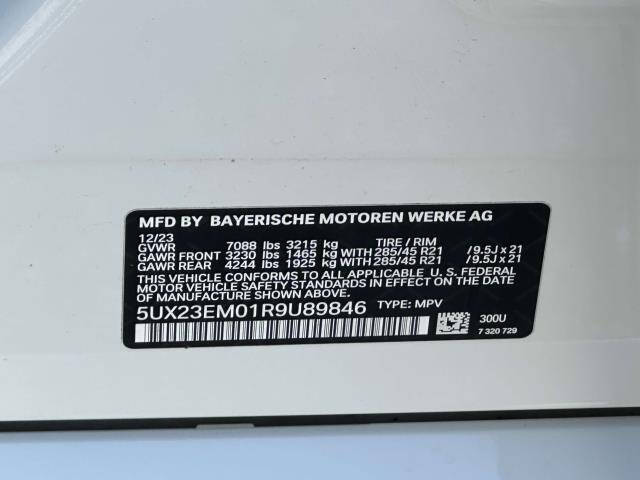 MFD BY BAYERISCHE MOTOREN WERKE AG
12/23
GVWR 7088 lbs 3215 kg TIRE / RIM
GAWR FRONT 3230 lbs 1465 kg WITH 285/45 R21 /9.5J x 21
GAWR REAR 4244 lbs 1925 kg WITH 285/45 R21 /9.5J x 21
THIS VEHICLE CONFORMS TO ALL APPLICABLE U. S. FEDERAL
MOTOR VEHICLE SAFETY STANDARDS IN EFFECT ON THE DATE
OF MANUFACTURE SHOWN ABOVE.
5UX23EM01R9U89846 TYPE: MPV
300U
7 320 729